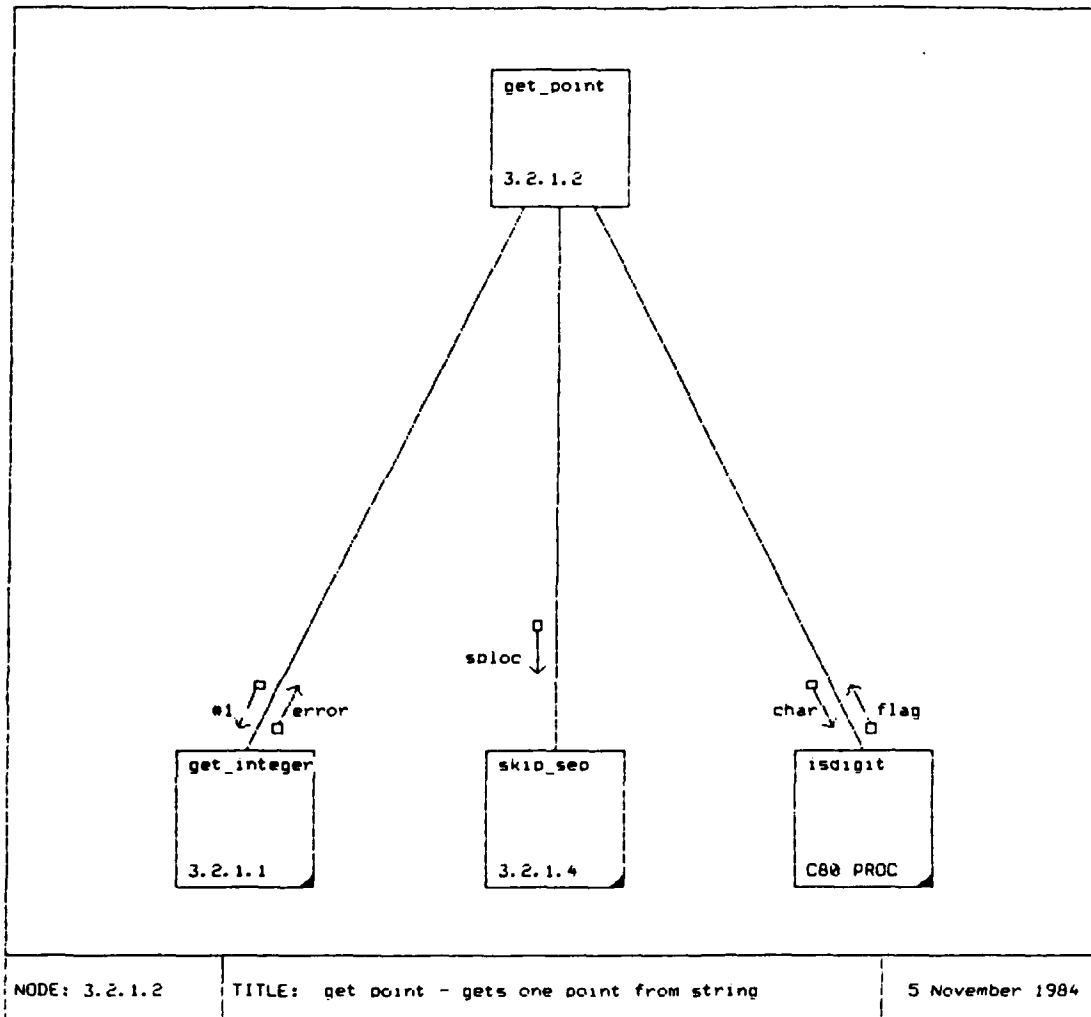 get_point
3.2.1.2
sploc
#1
error
char
flag
get_integer
3.2.1.1
skip_sep
3.2.1.4
isdigit
C80 PROC
NODE: 3.2.1.2
TITLE: get point - gets one point from string
5 November 1984